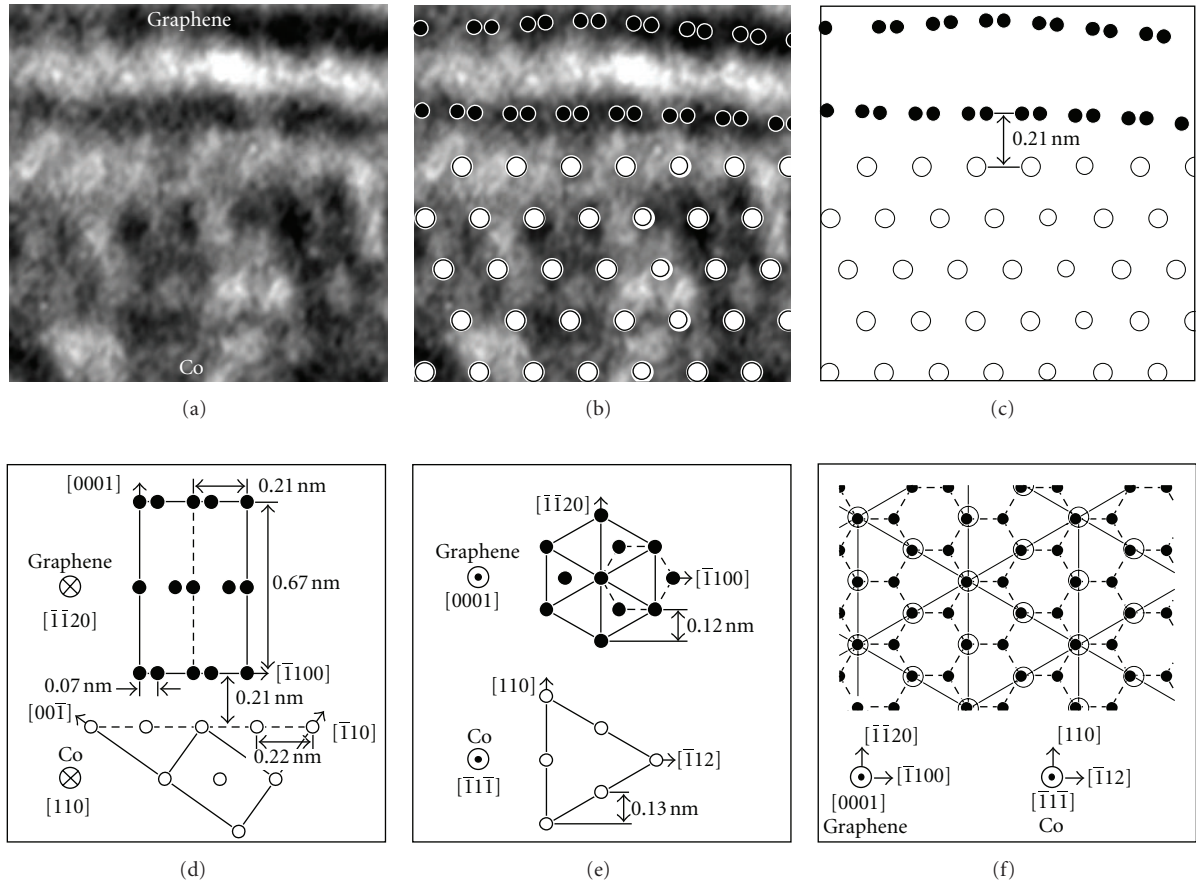 Graphene
Co
0.21 nm
(a)
(b)
(c)
[0001]
0.21 nm
Graphene
0.67 nm
[1̄1̄20]
[1̄100]
0.07 nm
0.21 nm
[001̄]
[1̄10]
Co
0.22 nm
[110]
[1̄1̄20]
Graphene
[0001]
[1̄100]
0.12 nm
[110]
Co
[1̄12]
[1̄11̄]
0.13 nm
[1̄1̄20]
[110]
[1̄100]
[1̄12]
[0001]
[1̄11̄]
Graphene
Co
(d)
(e)
(f)